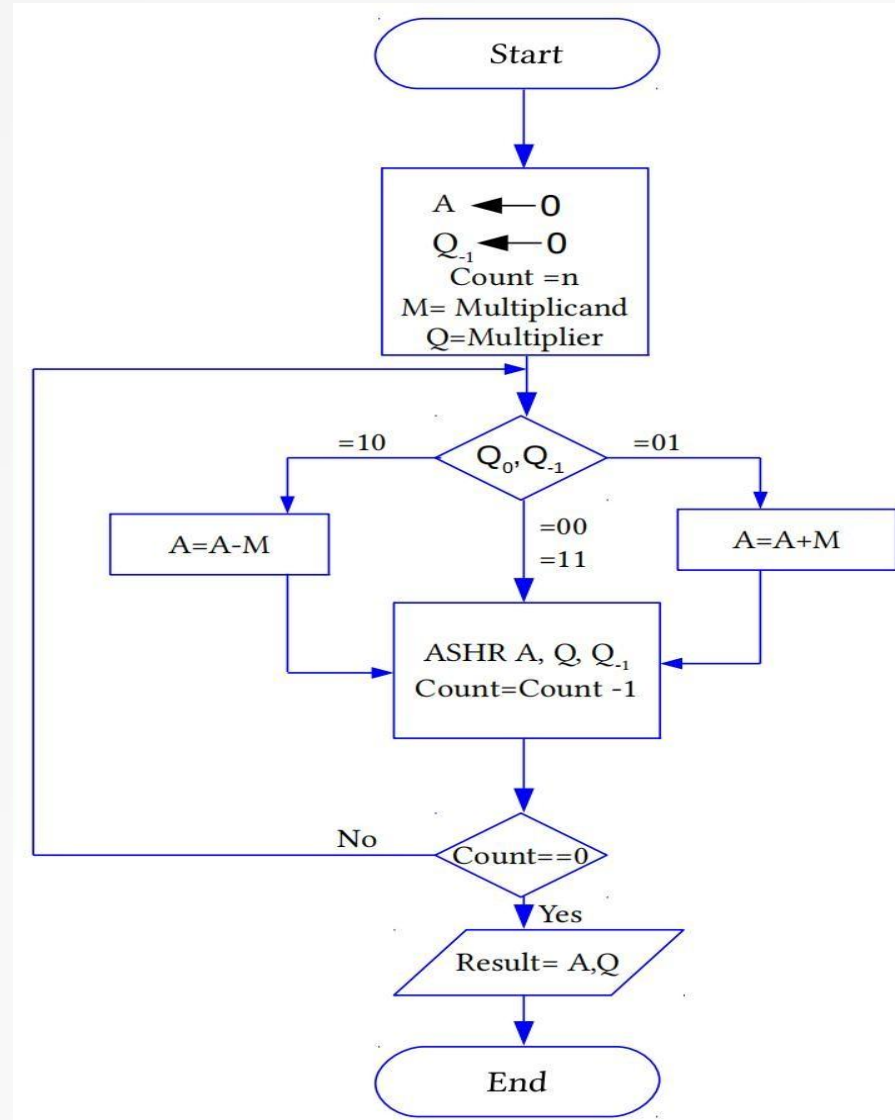 Start
A ← 0
Q₋₁ ← 0
Count =n
M= Multiplicand
Q=Multiplier
=10
Q₀,Q₋₁
=01
=00
=11
A=A-M
A=A+M
ASHR A, Q, Q₋₁
Count=Count -1
No
Count==0
Yes
Result= A,Q
End